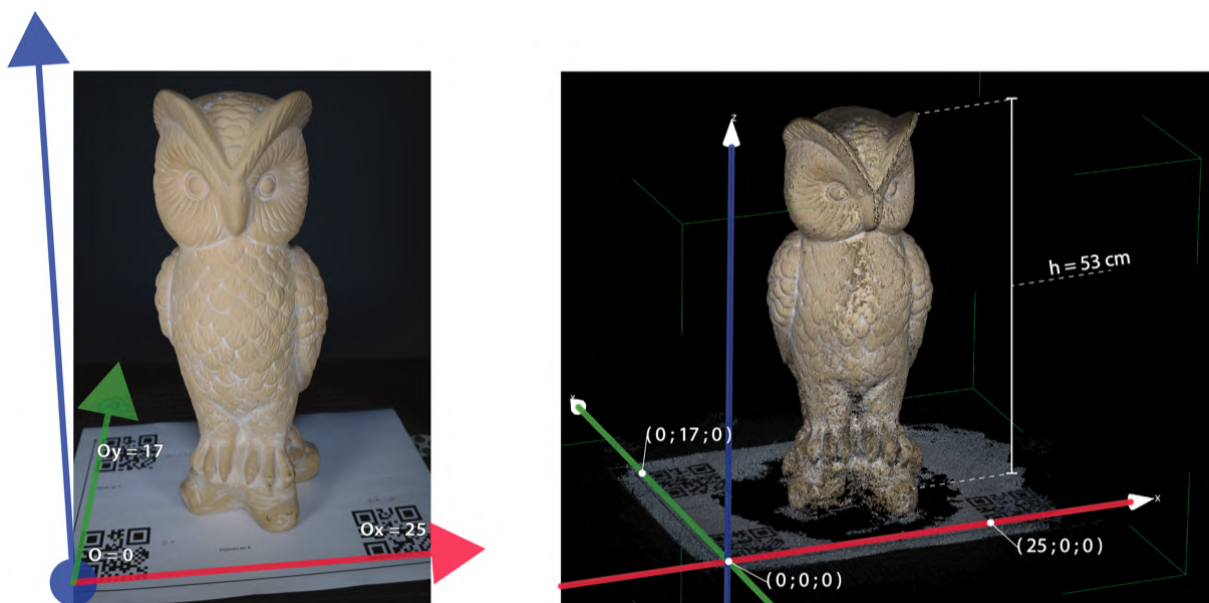 Oy = 17
O = 0
Ox = 25
z
h = 53 cm
(0;17;0)
x
(25;0;0)
(0;0;0)